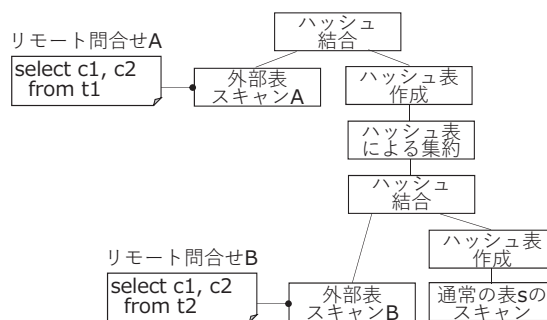 ハッシュ
結合
リモート問合せA
select c1, c2
from t1
外部表
スキャンA
ハッシュ表
作成
ハッシュ表
による集約
ハッシュ
結合
ハッシュ表
作成
リモート問合せB
select c1, c2
from t2
外部表
スキャンB
通常の表sの
スキャン